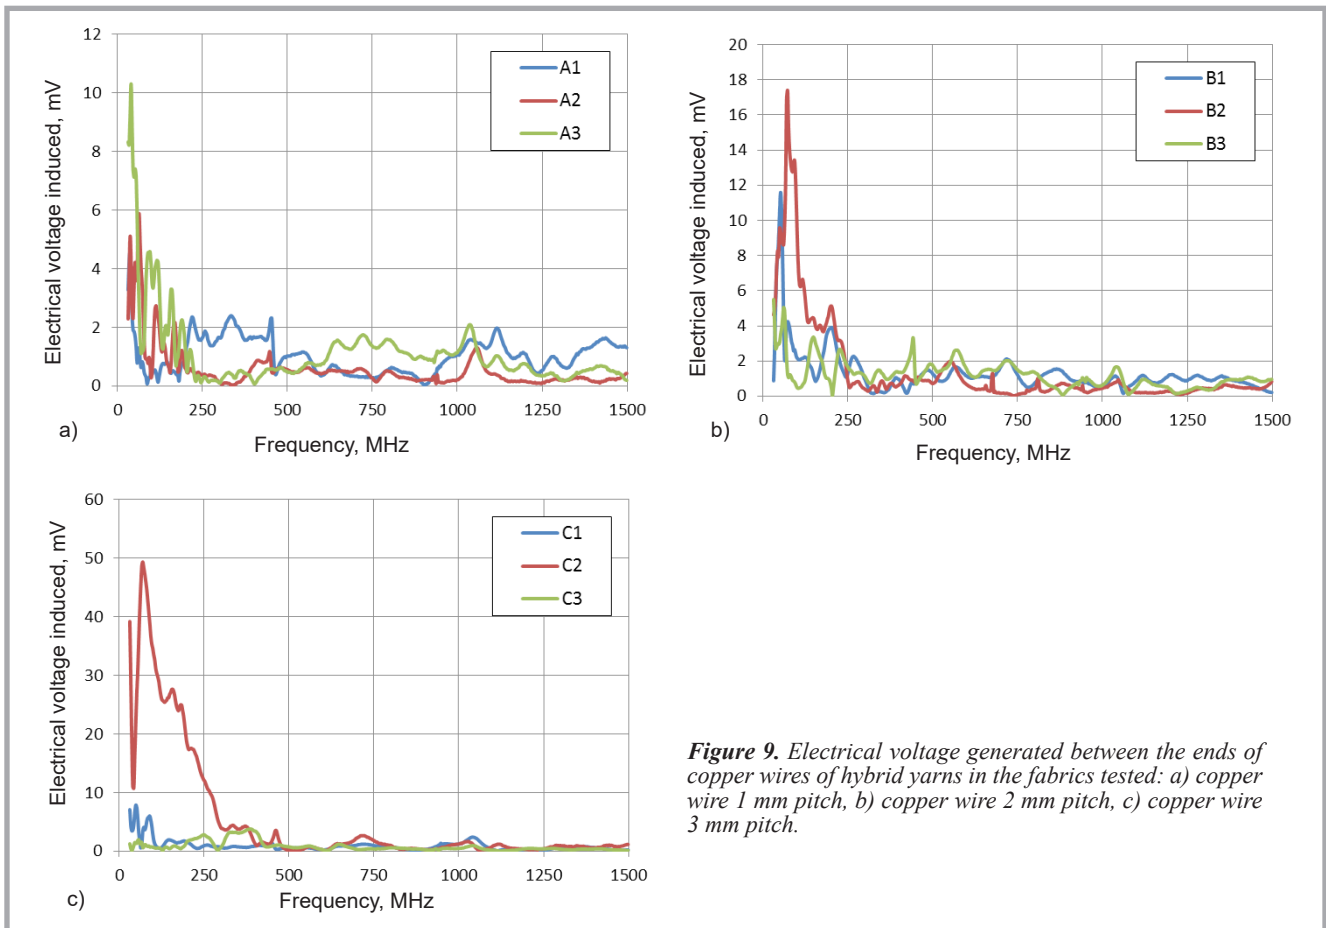 12
10
8
6
4
2
0
Electrical voltage induced, mV
A1
A2
A3
0 250 500 750 1000 1250 1500
a)
Frequency, MHz
20
18
16
14
12
10
8
6
4
2
0
Electrical voltage induced, mV
B1
B2
B3
0 250 500 750 1000 1250 1500
b)
Frequency, MHz
60
50
40
30
20
10
0
Electrical voltage induced, mV
C1
C2
C3
0 250 500 750 1000 1250 1500
c)
Frequency, MHz
Figure 9. Electrical voltage generated between the ends of
copper wires of hybrid yarns in the fabrics tested: a) copper
wire 1 mm pitch, b) copper wire 2 mm pitch, c) copper wire
3 mm pitch.